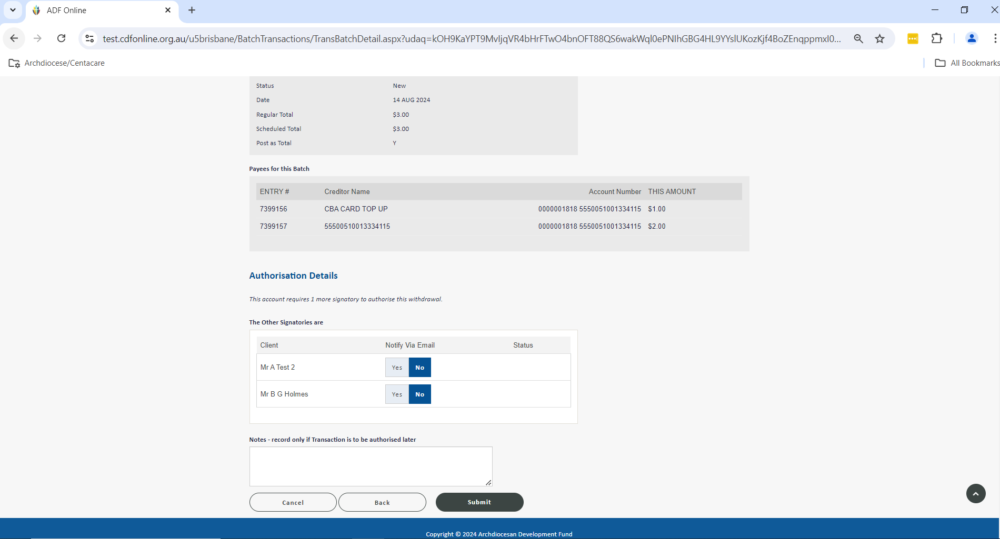 ADF Online
test.cdfonline.org.au/u5brisbane/BatchTransactions/TransBatchDetail.aspx?udaq=kOH9KaYPT9MvIjqVR4bHrFTwO4bnOFT88QS6wakWql0ePNIhGBG4HL9YYslUKozKjf4BoZEnqppmxl0...
Archdiocese/Centacare
All Bookmarks
Status New
Date 14 AUG 2024
Regular Total $3.00
Scheduled Total $3.00
Post as Total Y
Payees for this Batch
ENTRY # Creditor Name Account Number THIS AMOUNT
7399156 CBA CARD TOP UP 0000001818 5550051001334115 $1.00
7399157 55500510013334115 0000001818 5550051001334115 $2.00
Authorisation Details
This account requires 1 more signatory to authorise this withdrawal.
The Other Signatories are
Client Notify Via Email Status
Mr A Test 2 Yes No
Mr B G Holmes Yes No
Notes - record only if Transaction is to be authorised later
Cancel Back Submit
Copyright © 2024 Archdiocesan Development Fund